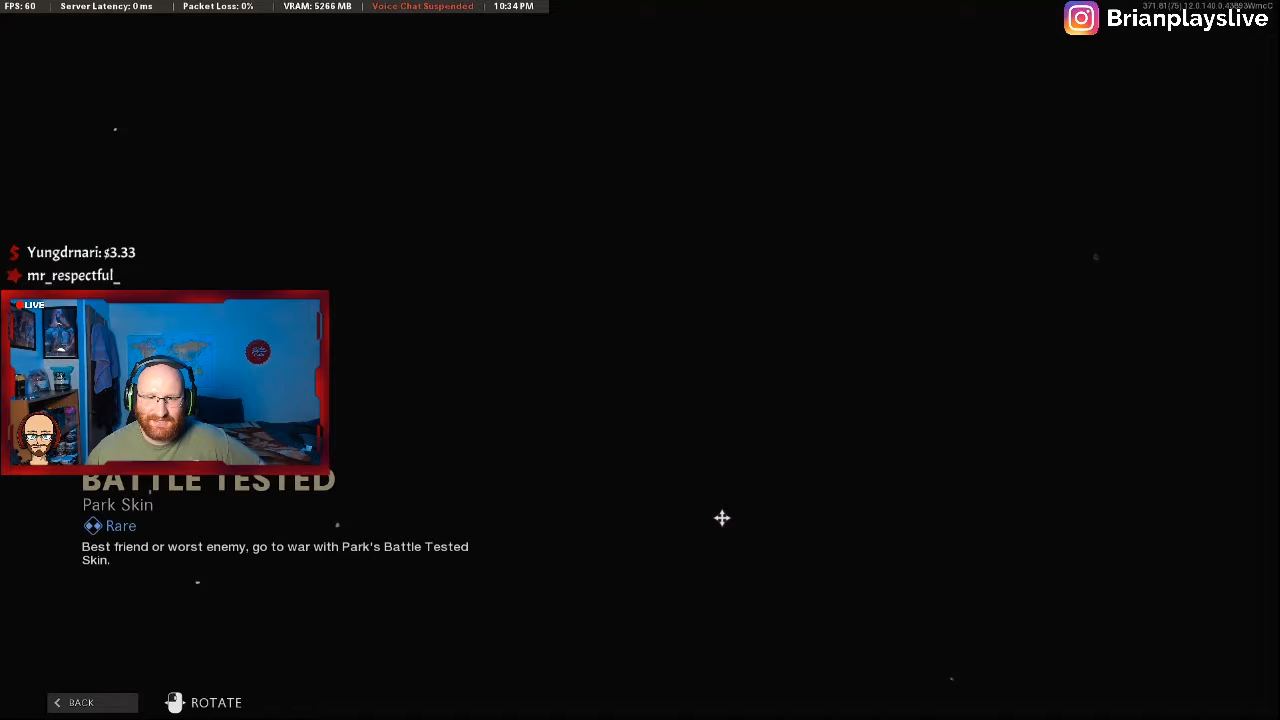 FPS: 60 | Server Latency: 0 ms | Packet Loss: 0% | VRAM: 5266 MB | Voice Chat Suspended | 10:34 PM
Brianplayslive
Yungdrnari: $3.33
mr_respectful_
LIVE
BATTLE TESTED
Park Skin
Rare
Best friend or worst enemy, go to war with Park's Battle Tested
Skin.
BACK
ROTATE